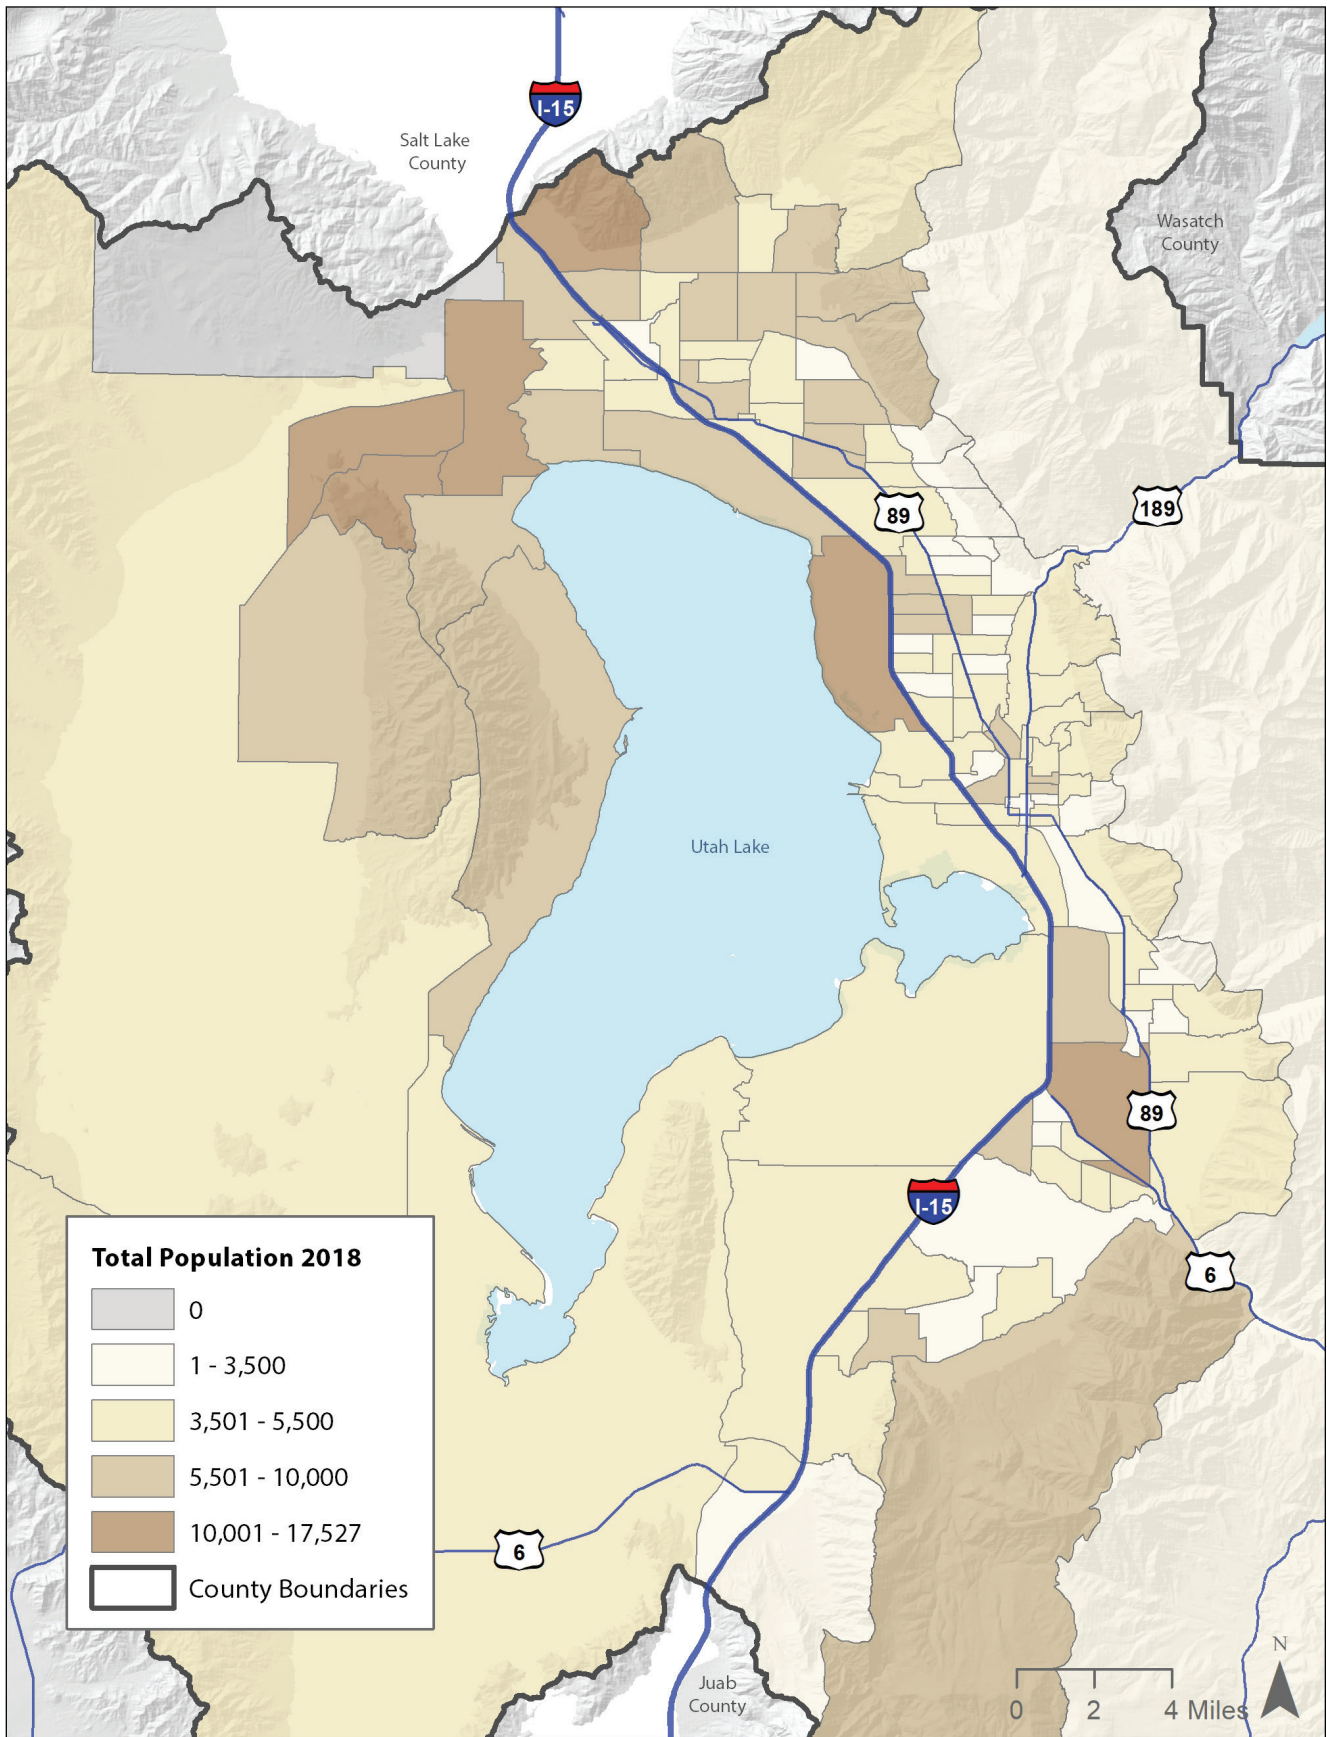 I-15
Salt Lake
County
Wasatch
County
89
189
Utah Lake
89
I-15
6
Total Population 2018
0
1 - 3,500
3,501 - 5,500
5,501 - 10,000
10,001 - 17,527
County Boundaries
6
Juab
County
N
0 2 4 Miles